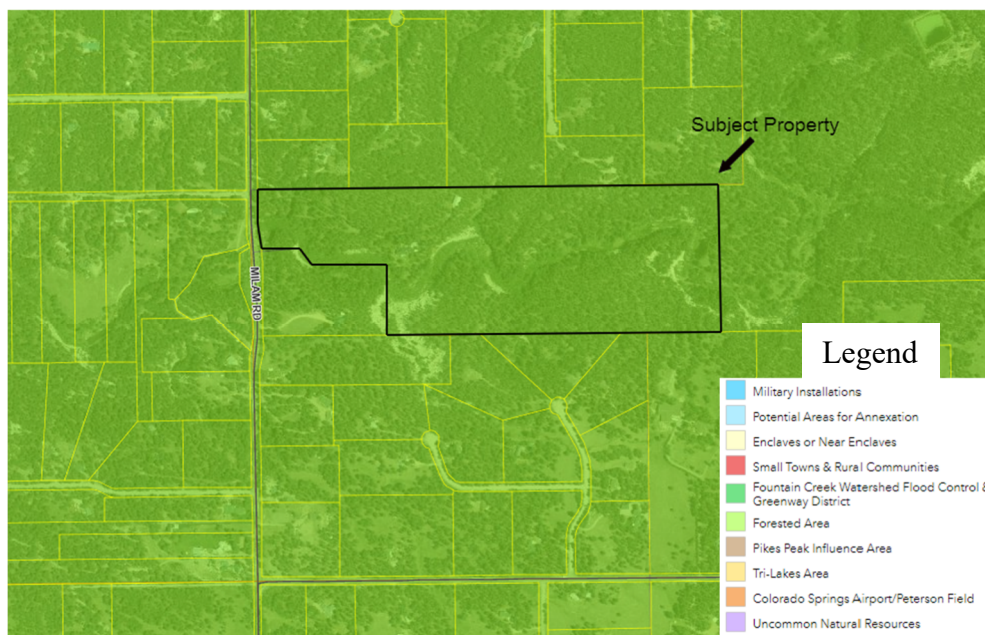 Subject Property
MILAM RD
Legend
Military Installations
Potential Areas for Annexation
Enclaves or Near Enclaves
Small Towns & Rural Communities
Fountain Creek Watershed Flood Control &
Greenway District
Forested Area
Pikes Peak Influence Area
Tri-Lakes Area
Colorado Springs Airport/Peterson Field
Uncommon Natural Resources